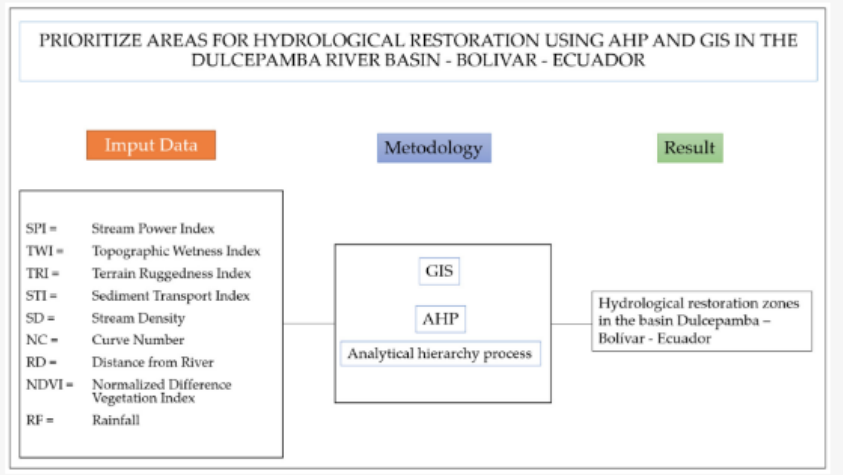 PRIORITIZE AREAS FOR HYDROLOGICAL RESTORATION USING AHP AND GIS IN THE
DULCEPAMBA RIVER BASIN - BOLIVAR - ECUADOR
Imput Data
Metodology
Result
SPI = Stream Power Index
TWI = Topographic Wetness Index
TRI = Terrain Ruggedness Index
STI = Sediment Transport Index
SD = Stream Density
NC = Curve Number
RD = Distance from River
NDVI = Normalized Difference
Vegetation Index
RF = Rainfall
GIS
AHP
Analytical hierarchy process
Hydrological restoration zones
in the basin Dulcepamba –
Bolívar - Ecuador